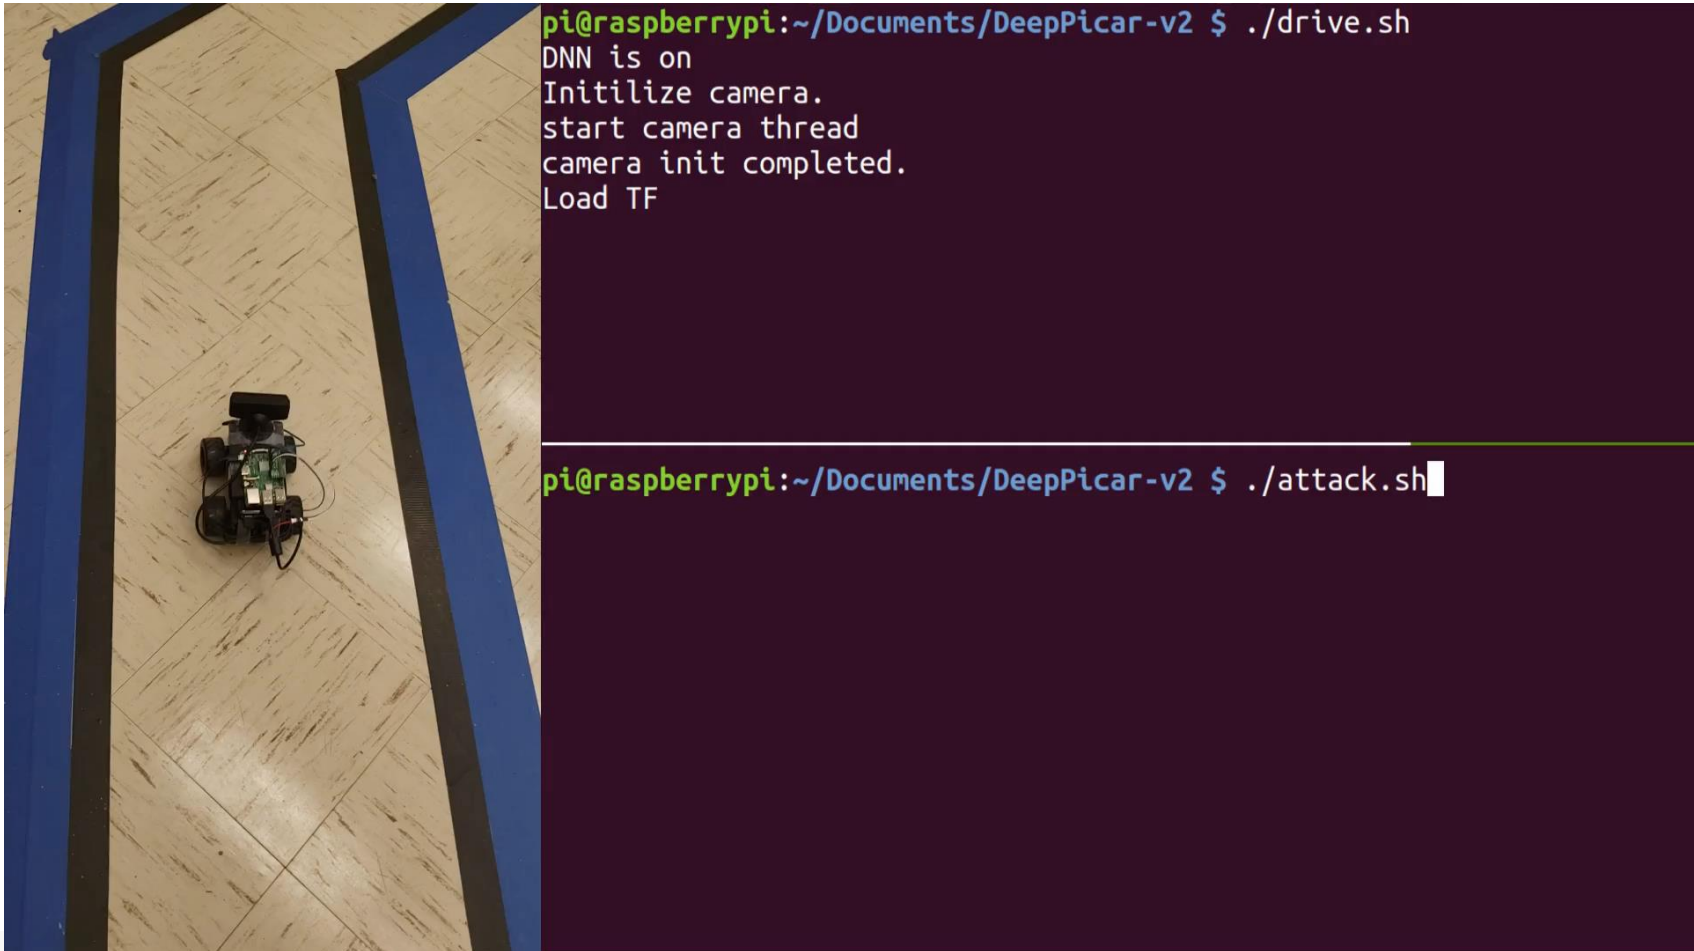 pi@raspberrypi:~/Documents/DeepPicar-v2 $ ./drive.sh
DNN is on
Initilize camera.
start camera thread
camera init completed.
Load TF
pi@raspberrypi:~/Documents/DeepPicar-v2 $ ./attack.sh